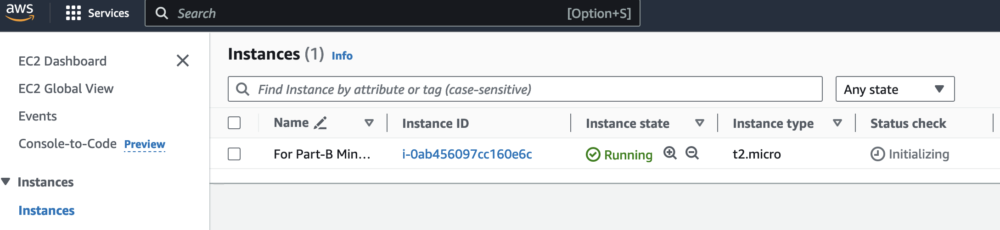 aws Services Search [Option+S]
EC2 Dashboard
EC2 Global View
Events
Console-to-Code Preview
Instances
Instances
Instances (1) Info
Find Instance by attribute or tag (case-sensitive) Any state
Name Instance ID Instance state Instance type Status check
For Part-B Min... i-0ab456097cc160e6c Running t2.micro Initializing